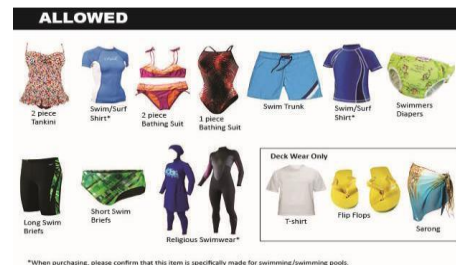 ALLOWED
2 piece
Tankini
Swim/Surf
Shirt*
2 piece
Bathing Suit
1 piece
Bathing Suit
Swim Trunk
Swim/Surf
Shirt*
Swimmers
Diapers
Long Swim
Briefs
Short Swim
Briefs
Religious Swimwear*
Deck Wear Only
T-shirt
Flip Flops
Sarong
*When purchasing, please confirm that this item is specifically made for swimming/swimming pools.